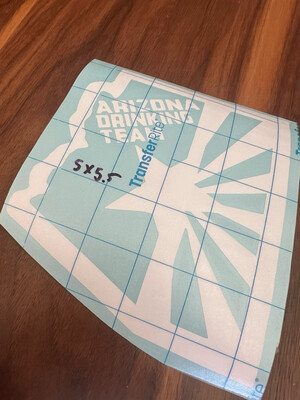 ARIZONA
DRINKING
TEAM
TransferRite
5x5.5